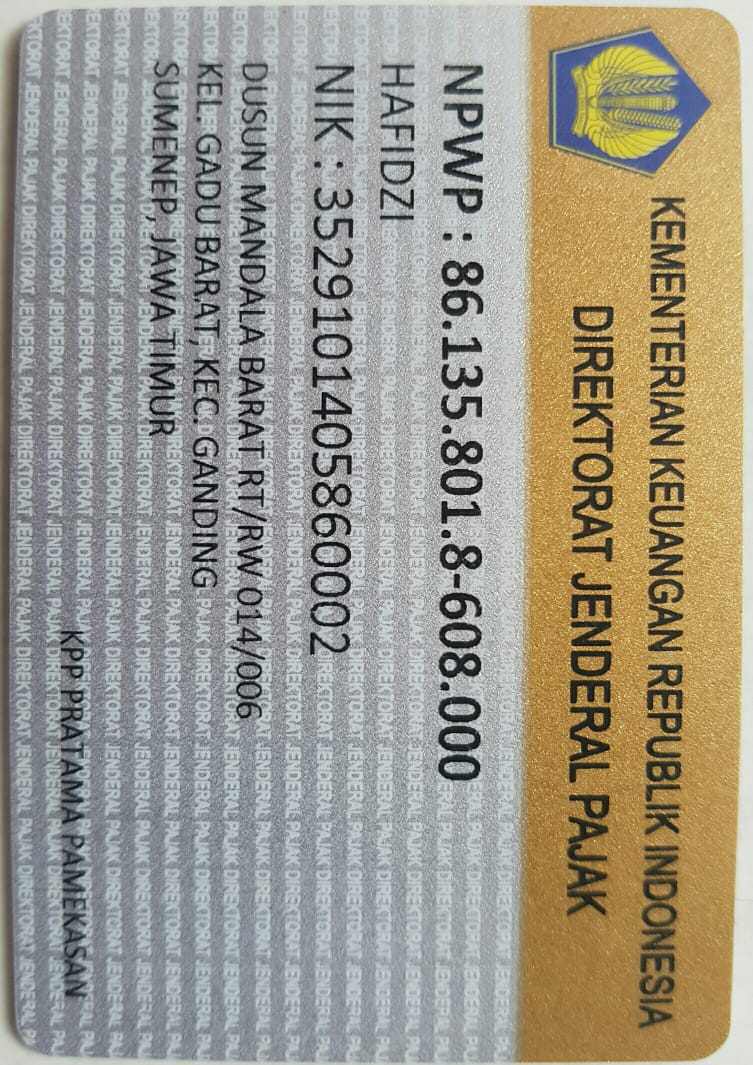 KEMENTERIAN KEUANGAN REPUBLIK INDONESIA
DIREKTORAT JENDERAL PAJAK
NPWP : 86.135.801.8-608.000
HAFIDZI
NIK : 3529101405860002
DUSUN MANDALA BARAT RT/RW 014/006
KEL. GADU BARAT, KEC. GANDING
SUMENEP, JAWA TIMUR
KPP PRATAMA PAMEKASAN